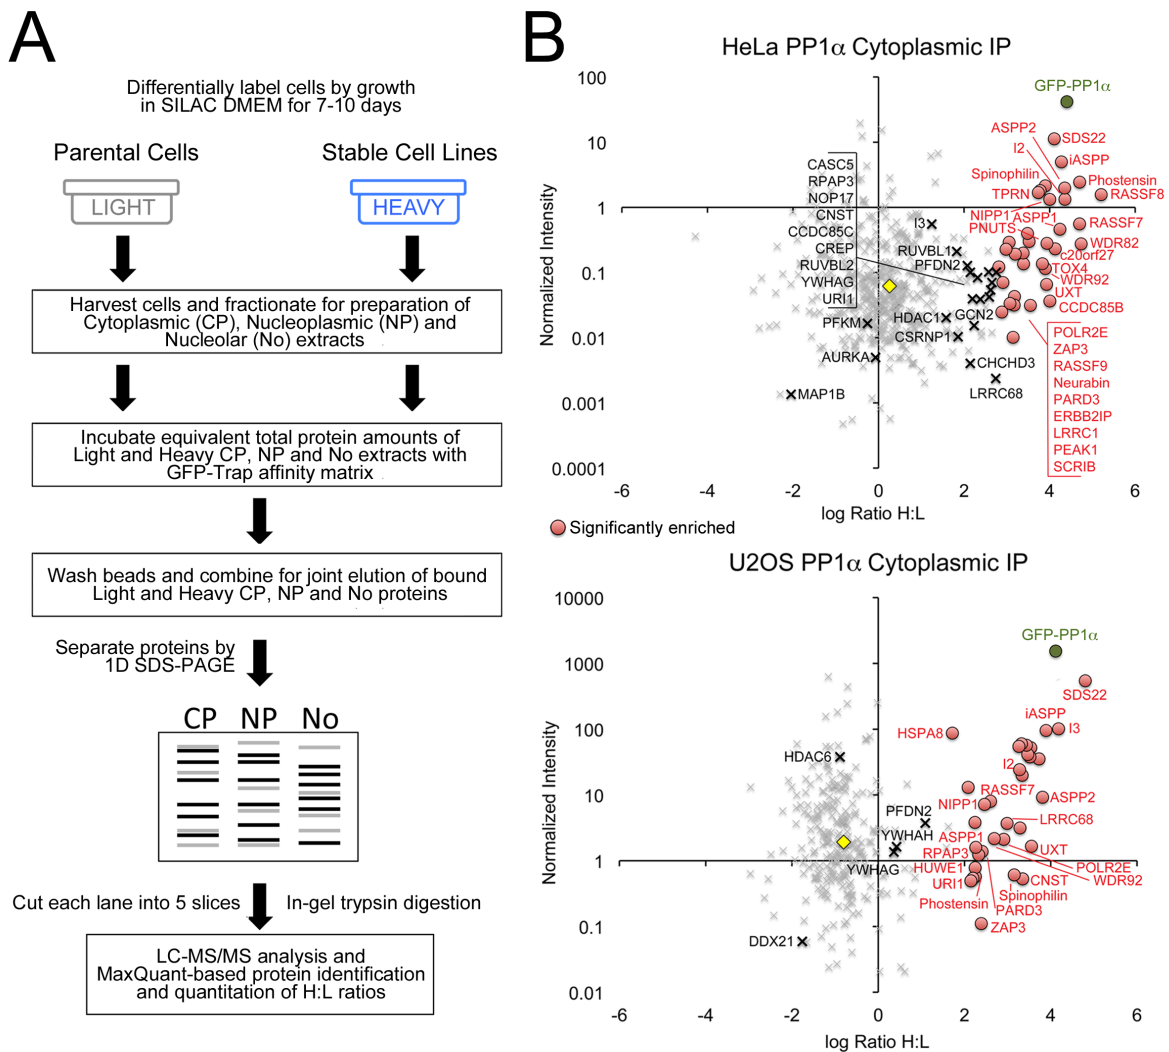 A
Differentially label cells by growth
in SILAC DMEM for 7-10 days
Parental Cells
Stable Cell Lines
LIGHT
HEAVY
Harvest cells and fractionate for preparation of
Cytoplasmic (CP), Nucleoplasmic (NP) and
Nucleolar (No) extracts
Incubate equivalent total protein amounts of
Light and Heavy CP, NP and No extracts with
GFP-Trap affinity matrix
Wash beads and combine for joint elution of bound
Light and Heavy CP, NP and No proteins
Separate proteins by
1D SDS-PAGE
CP NP No
Cut each lane into 5 slices
In-gel trypsin digestion
LC-MS/MS analysis and
MaxQuant-based protein identification
and quantitation of H:L ratios
B
HeLa PP1α Cytoplasmic IP
Normalized Intensity
100
10
1
0.1
0.01
0.001
0.0001
-6
-4
-2
0
2
4
6
log Ratio H:L
GFP-PP1α
ASPP2
SDS22
I2
iASPP
Spinophilin
Phostensin
TPRN
RASSF8
NIPP1
ASPP1
PNUTS
RASSF7
WDR82
c20orf27
TOX4
WDR92
UXT
CCDC85B
POLR2E
ZAP3
RASSF9
Neurabin
PARD3
ERBB2IP
LRRC1
PEAK1
SCRIB
CASC5
RPAP3
NOP17
CNST
CCDC85C
CREP
RUVBL2
YWHAG
URI1
I3
RUVBL1
PFDN2
PFKM
HDAC1
GCN2
CSRNP1
AURKA
CHCHD3
LRRC68
MAP1B
Significantly enriched
U2OS PP1α Cytoplasmic IP
Normalized Intensity
10000
1000
100
10
1
0.1
0.01
-6
-4
-2
0
2
4
6
log Ratio H:L
GFP-PP1α
SDS22
iASPP
I3
HSPA8
HDAC6
I2
RASSF7
NIPP1
ASPP2
PFDN2
LRRC68
YWHAH
ASPP1
UXT
RPAP3
YWHAG
HUWE1
POLR2E
WDR92
URI1
CNST
Spinophilin
Phostensin
PARD3
ZAP3
DDX21